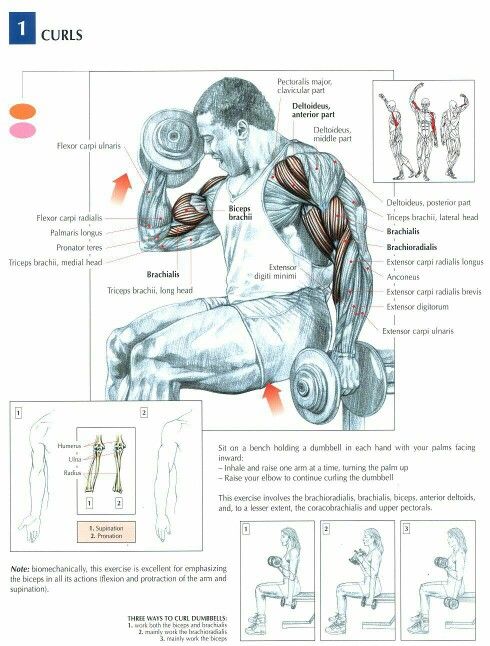 1
CURLS
Pectoralis major,
clavicular part
Deltoideus,
anterior part
Deltoideus,
middle part
Flexor carpi ulnaris
Biceps
brachii
Flexor carpi radialis
Palmaris longus
Pronator teres
Triceps brachii, medial head
Brachialis
Triceps brachii, long head
Extensor
digiti minimi
Deltoideus, posterior part
Triceps brachii, lateral head
Brachialis
Brachioradialis
Extensor carpi radialis longus
Anconeus
Extensor carpi radialis brevis
Extensor digitorum
Extensor carpi ulnaris
1
2
Humerus
Ulna
Radius
1
2
1. Supination
2. Pronation
Sit on a bench holding a dumbbell in each hand with your palms facing
inward:
– Inhale and raise one arm at a time, turning the palm up
– Raise your elbow to continue curling the dumbbell
This exercise involves the brachioradialis, brachialis, biceps, anterior deltoids,
and, to a lesser extent, the coracobrachialis and upper pectorals.
1
2
3
Note: biomechanically, this exercise is excellent for emphasizing
the biceps in all its actions (flexion and protraction of the arm and
supination).
THREE WAYS TO CURL DUMBBELLS:
1. work both the biceps and brachialis
2. mainly work the brachioradialis
3. mainly work the biceps